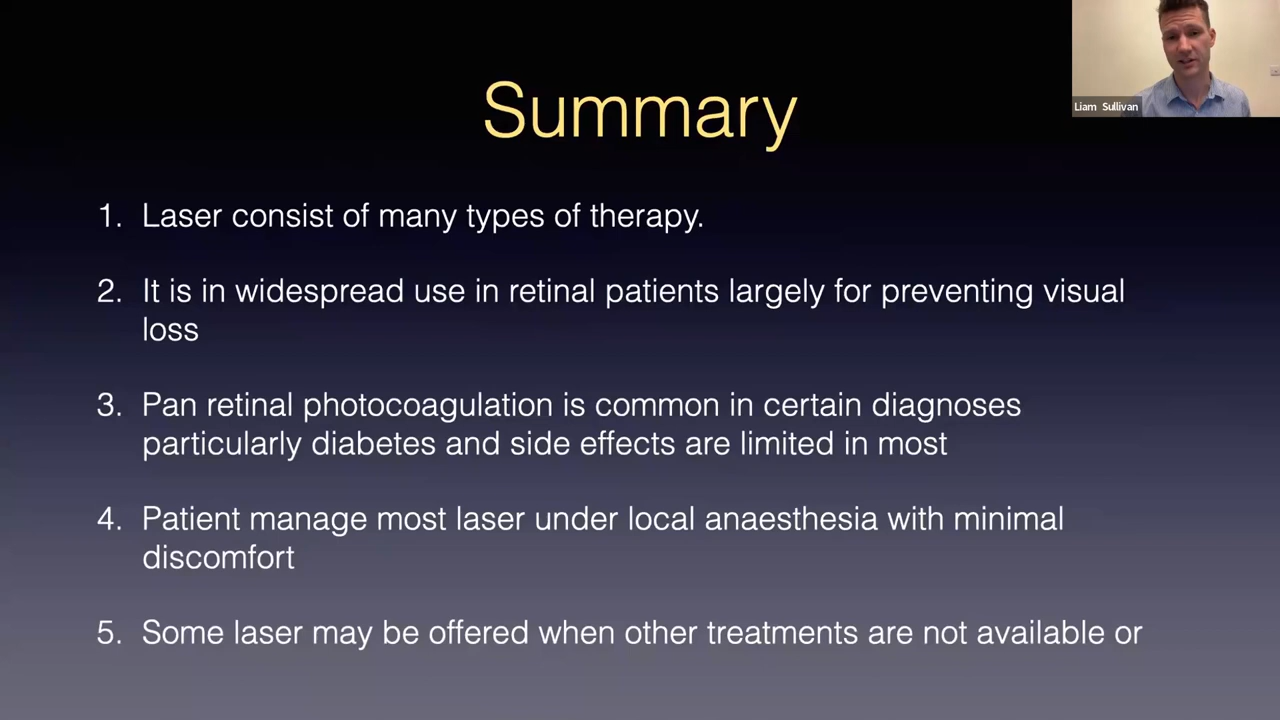 Liam Sullivan
Summary
1. Laser consist of many types of therapy.
2. It is in widespread use in retinal patients largely for preventing visual
loss
3. Pan retinal photocoagulation is common in certain diagnoses
particularly diabetes and side effects are limited in most
4. Patient manage most laser under local anaesthesia with minimal
discomfort
5. Some laser may be offered when other treatments are not available or